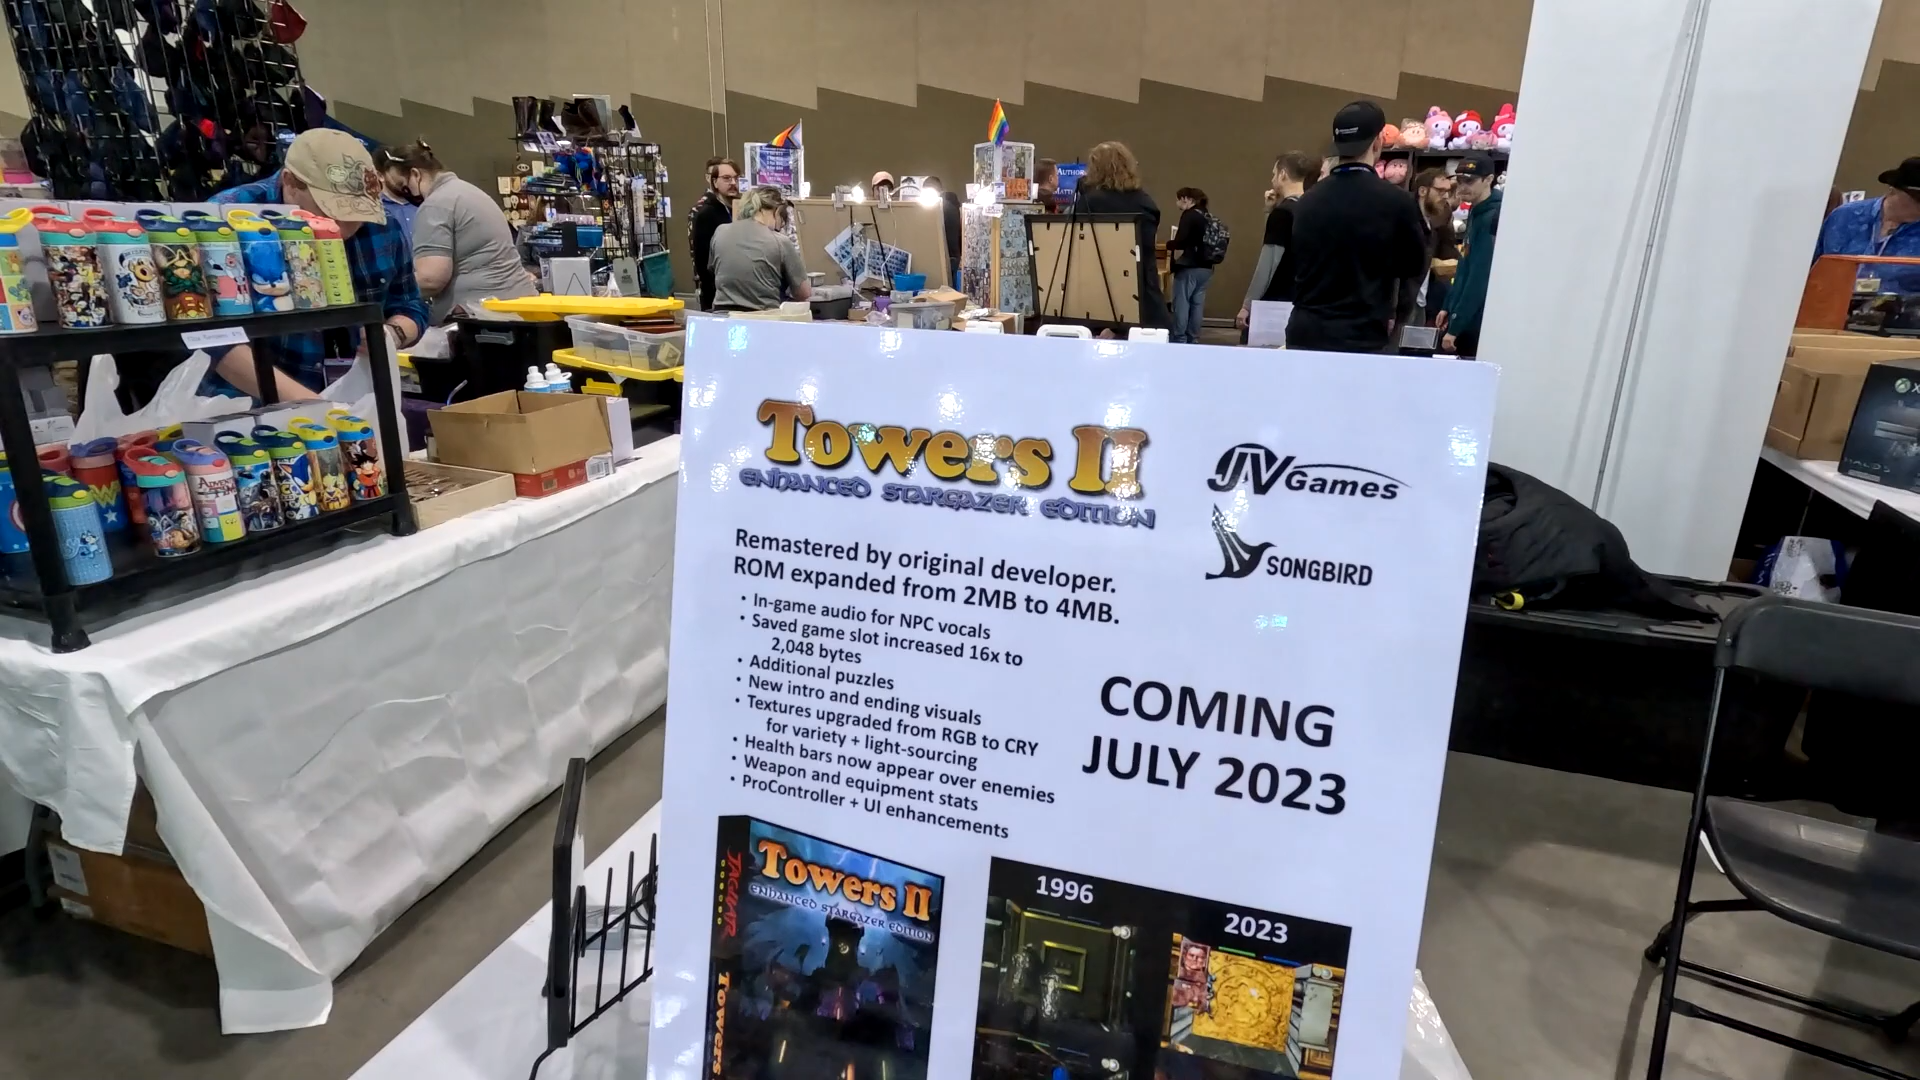 Towers II
ENHANCED STARGAZER EDITION
JV Games
SONGBIRD
Remastered by original developer.
ROM expanded from 2MB to 4MB.
• In-game audio for NPC vocals
• Saved game slot increased 16x to
2,048 bytes
• Additional puzzles
• New intro and ending visuals
• Textures upgraded from RGB to CRY
for variety + light-sourcing
• Health bars now appear over enemies
• Weapon and equipment stats
• ProController + UI enhancements
COMING
JULY 2023
JAGUAR
Towers
Towers II
ENHANCED STARGAZER EDITION
1996
2023
AUTHOR
ADVENTURE